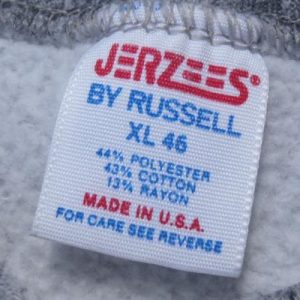 JERZEES®
BY RUSSELL
XL 46
44% POLYESTER
43% COTTON
13% RAYON
MADE IN U.S.A.
FOR CARE SEE REVERSE